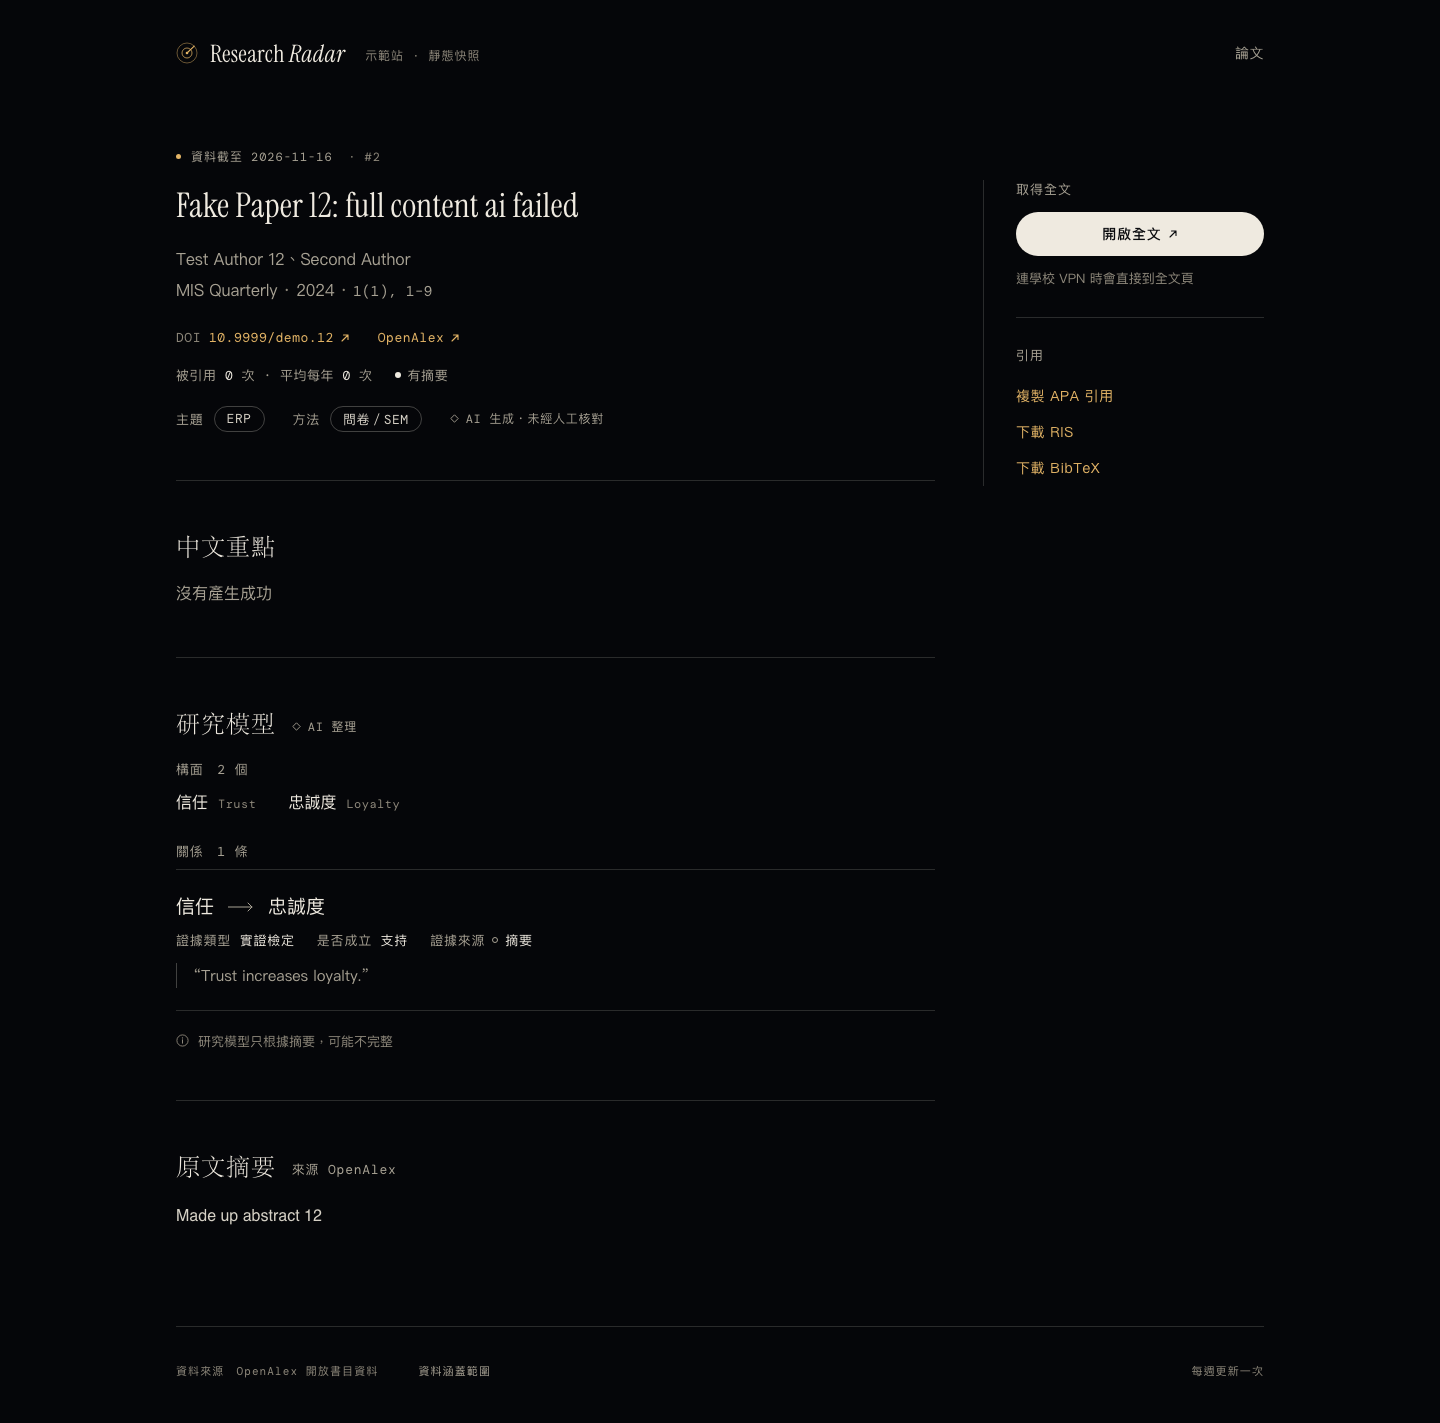 Research Radar 示範站 · 靜態快照 論文
資料截至 2026-11-16 · #2
Fake Paper 12: full content ai failed
Test Author 12、Second Author
MIS Quarterly · 2024 · 1(1), 1-9
DOI 10.9999/demo.12 ↗ OpenAlex ↗
被引用 0 次 · 平均每年 0 次 有摘要
主題 ERP 方法 問卷 / SEM ◇ AI 生成·未經人工核對
取得全文
開啟全文 ↗
連學校 VPN 時會直接到全文頁
引用
複製 APA 引用
下載 RIS
下載 BibTeX
中文重點
沒有產生成功
研究模型 ◇ AI 整理
構面 2 個
信任 Trust 忠誠度 Loyalty
關係 1 條
信任 → 忠誠度
證據類型 實證檢定 是否成立 支持 證據來源 ○ 摘要
“Trust increases loyalty.”
ⓘ 研究模型只根據摘要，可能不完整
原文摘要 來源 OpenAlex
Made up abstract 12
資料來源 OpenAlex 開放書目資料 資料涵蓋範圍 每週更新一次